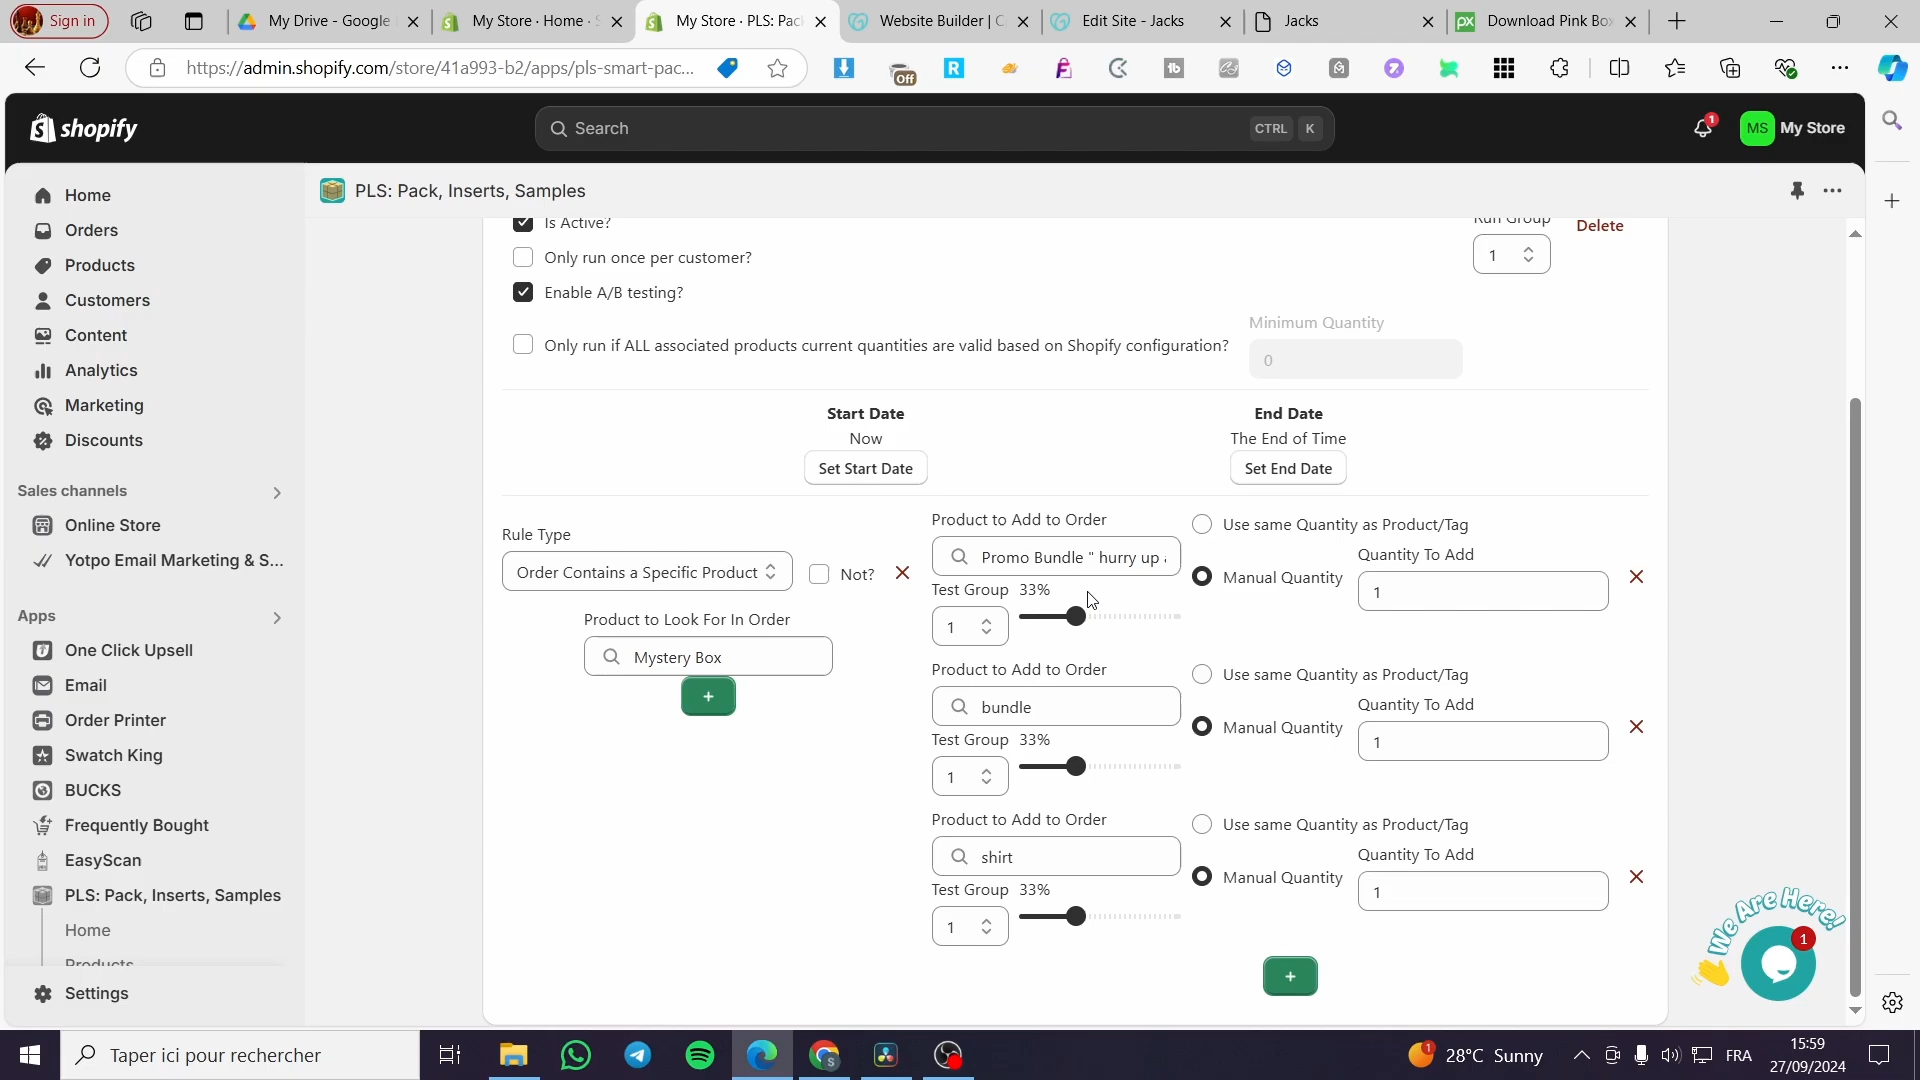 Sign in
My Drive - Google
My Store · Home · S
My Store · PLS: Pac
Website Builder | C
Edit Site - Jacks
Jacks
Download Pink Bo
https://admin.shopify.com/store/41a993-b2/apps/pls-smart-pac...
Off
shopify
Search
CTRL K
1
MS My Store
Home
Orders
Products
Customers
Content
Analytics
Marketing
Discounts
Sales channels
Online Store
Yotpo Email Marketing & S...
Apps
One Click Upsell
Email
Order Printer
Swatch King
BUCKS
Frequently Bought
EasyScan
PLS: Pack, Inserts, Samples
Home
Products
Settings
PLS: Pack, Inserts, Samples
Is Active?
Run Group
Delete
1
Only run once per customer?
Enable A/B testing?
Minimum Quantity
Only run if ALL associated products current quantities are valid based on Shopify configuration?
0
Start Date
End Date
Now
The End of Time
Set Start Date
Set End Date
Rule Type
Order Contains a Specific Product
Not?
Product to Look For In Order
Mystery Box
+
Product to Add to Order
Use same Quantity as Product/Tag
Promo Bundle " hurry up
Quantity To Add
Manual Quantity
1
Test Group 33%
1
Product to Add to Order
Use same Quantity as Product/Tag
bundle
Quantity To Add
Manual Quantity
1
Test Group 33%
1
Product to Add to Order
Use same Quantity as Product/Tag
shirt
Quantity To Add
Manual Quantity
1
Test Group 33%
1
+
We Are Here!
1
Taper ici pour rechercher
1
28°C Sunny
FRA
15:59
27/09/2024